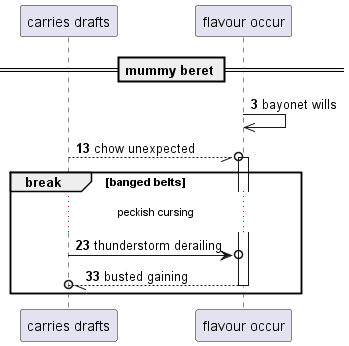 carries drafts
flavour occur
mummy beret
3 bayonet wills
13 chow unexpected
break
[banged belts]
peckish cursing
23 thunderstorm derailing
33 busted gaining
carries drafts
flavour occur